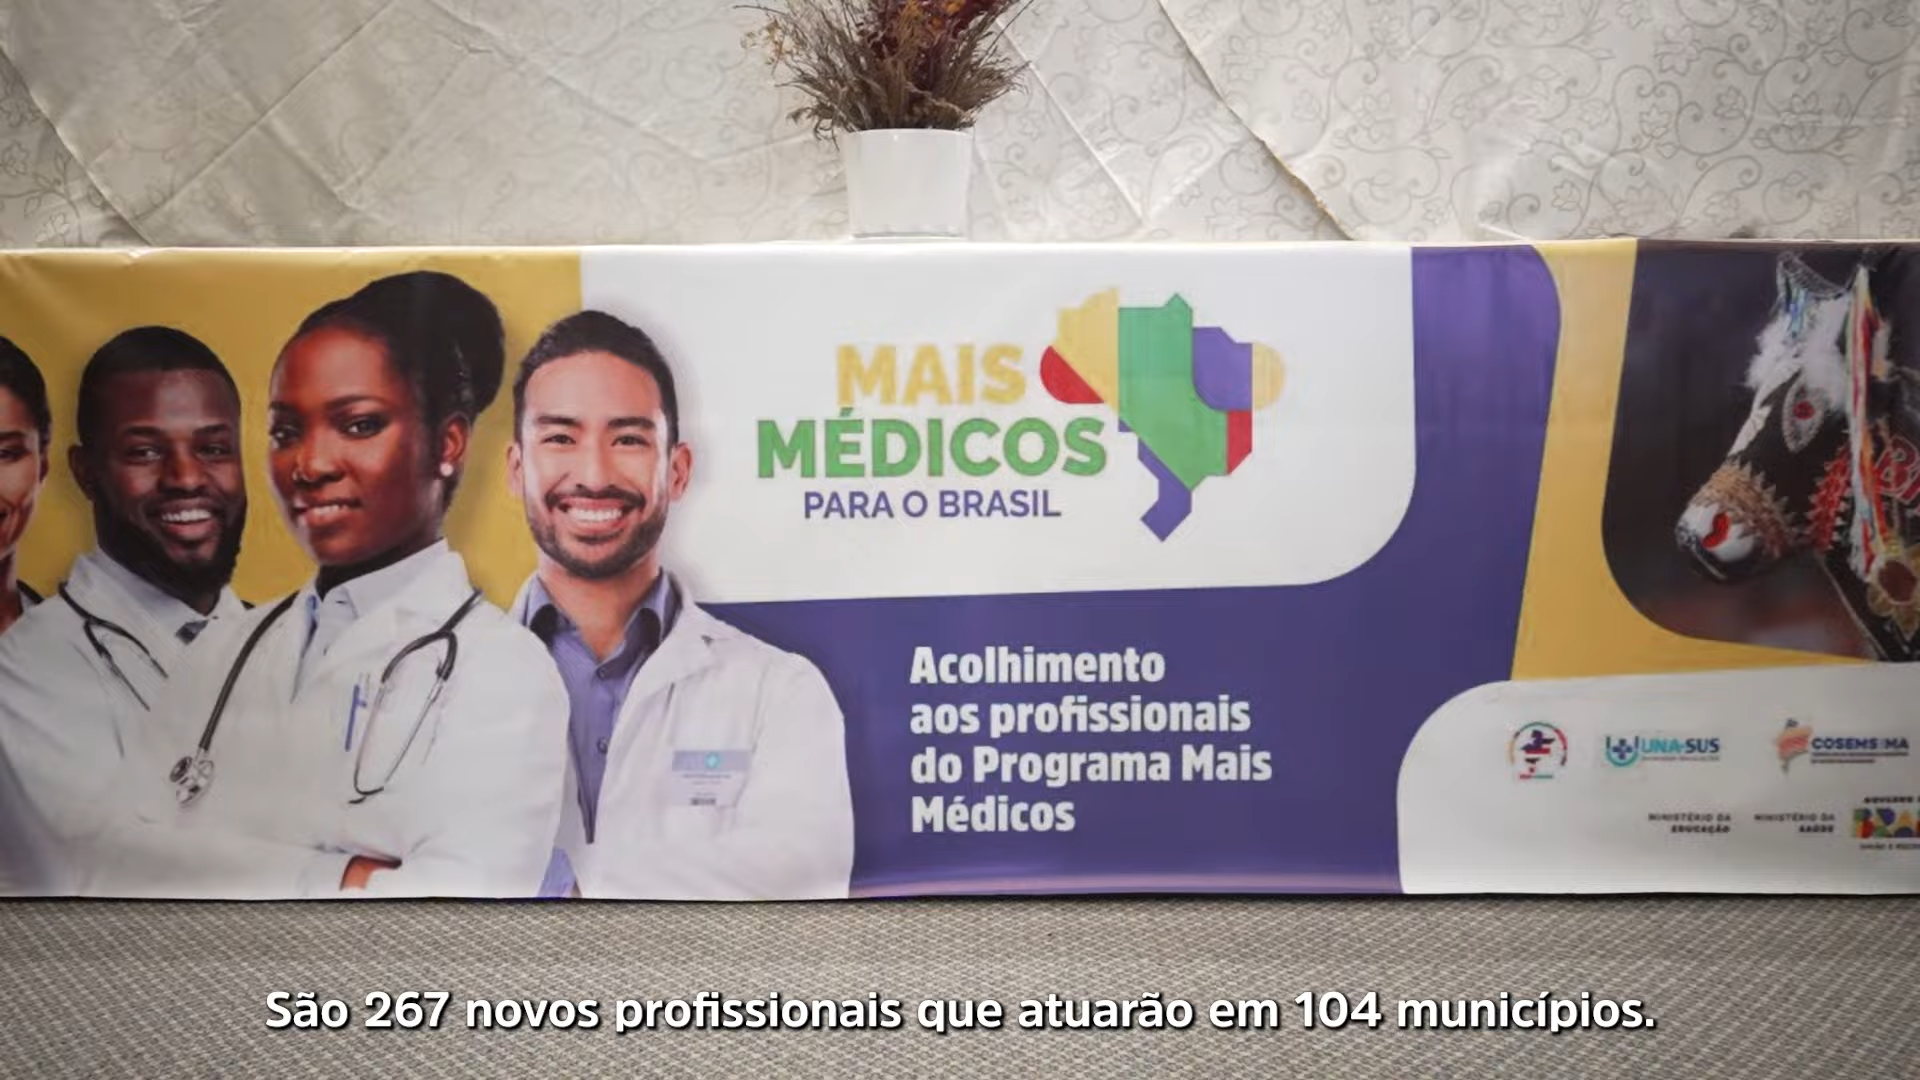 MAIS
MÉDICOS
PARA O BRASIL
Acolhimento
aos profissionais
do Programa Mais
Médicos
UNA-SUS
COSEMS MA
MINISTÉRIO DA
EDUCAÇÃO
MINISTÉRIO DA
SAÚDE
São 267 novos profissionais que atuarão em 104 municípios.